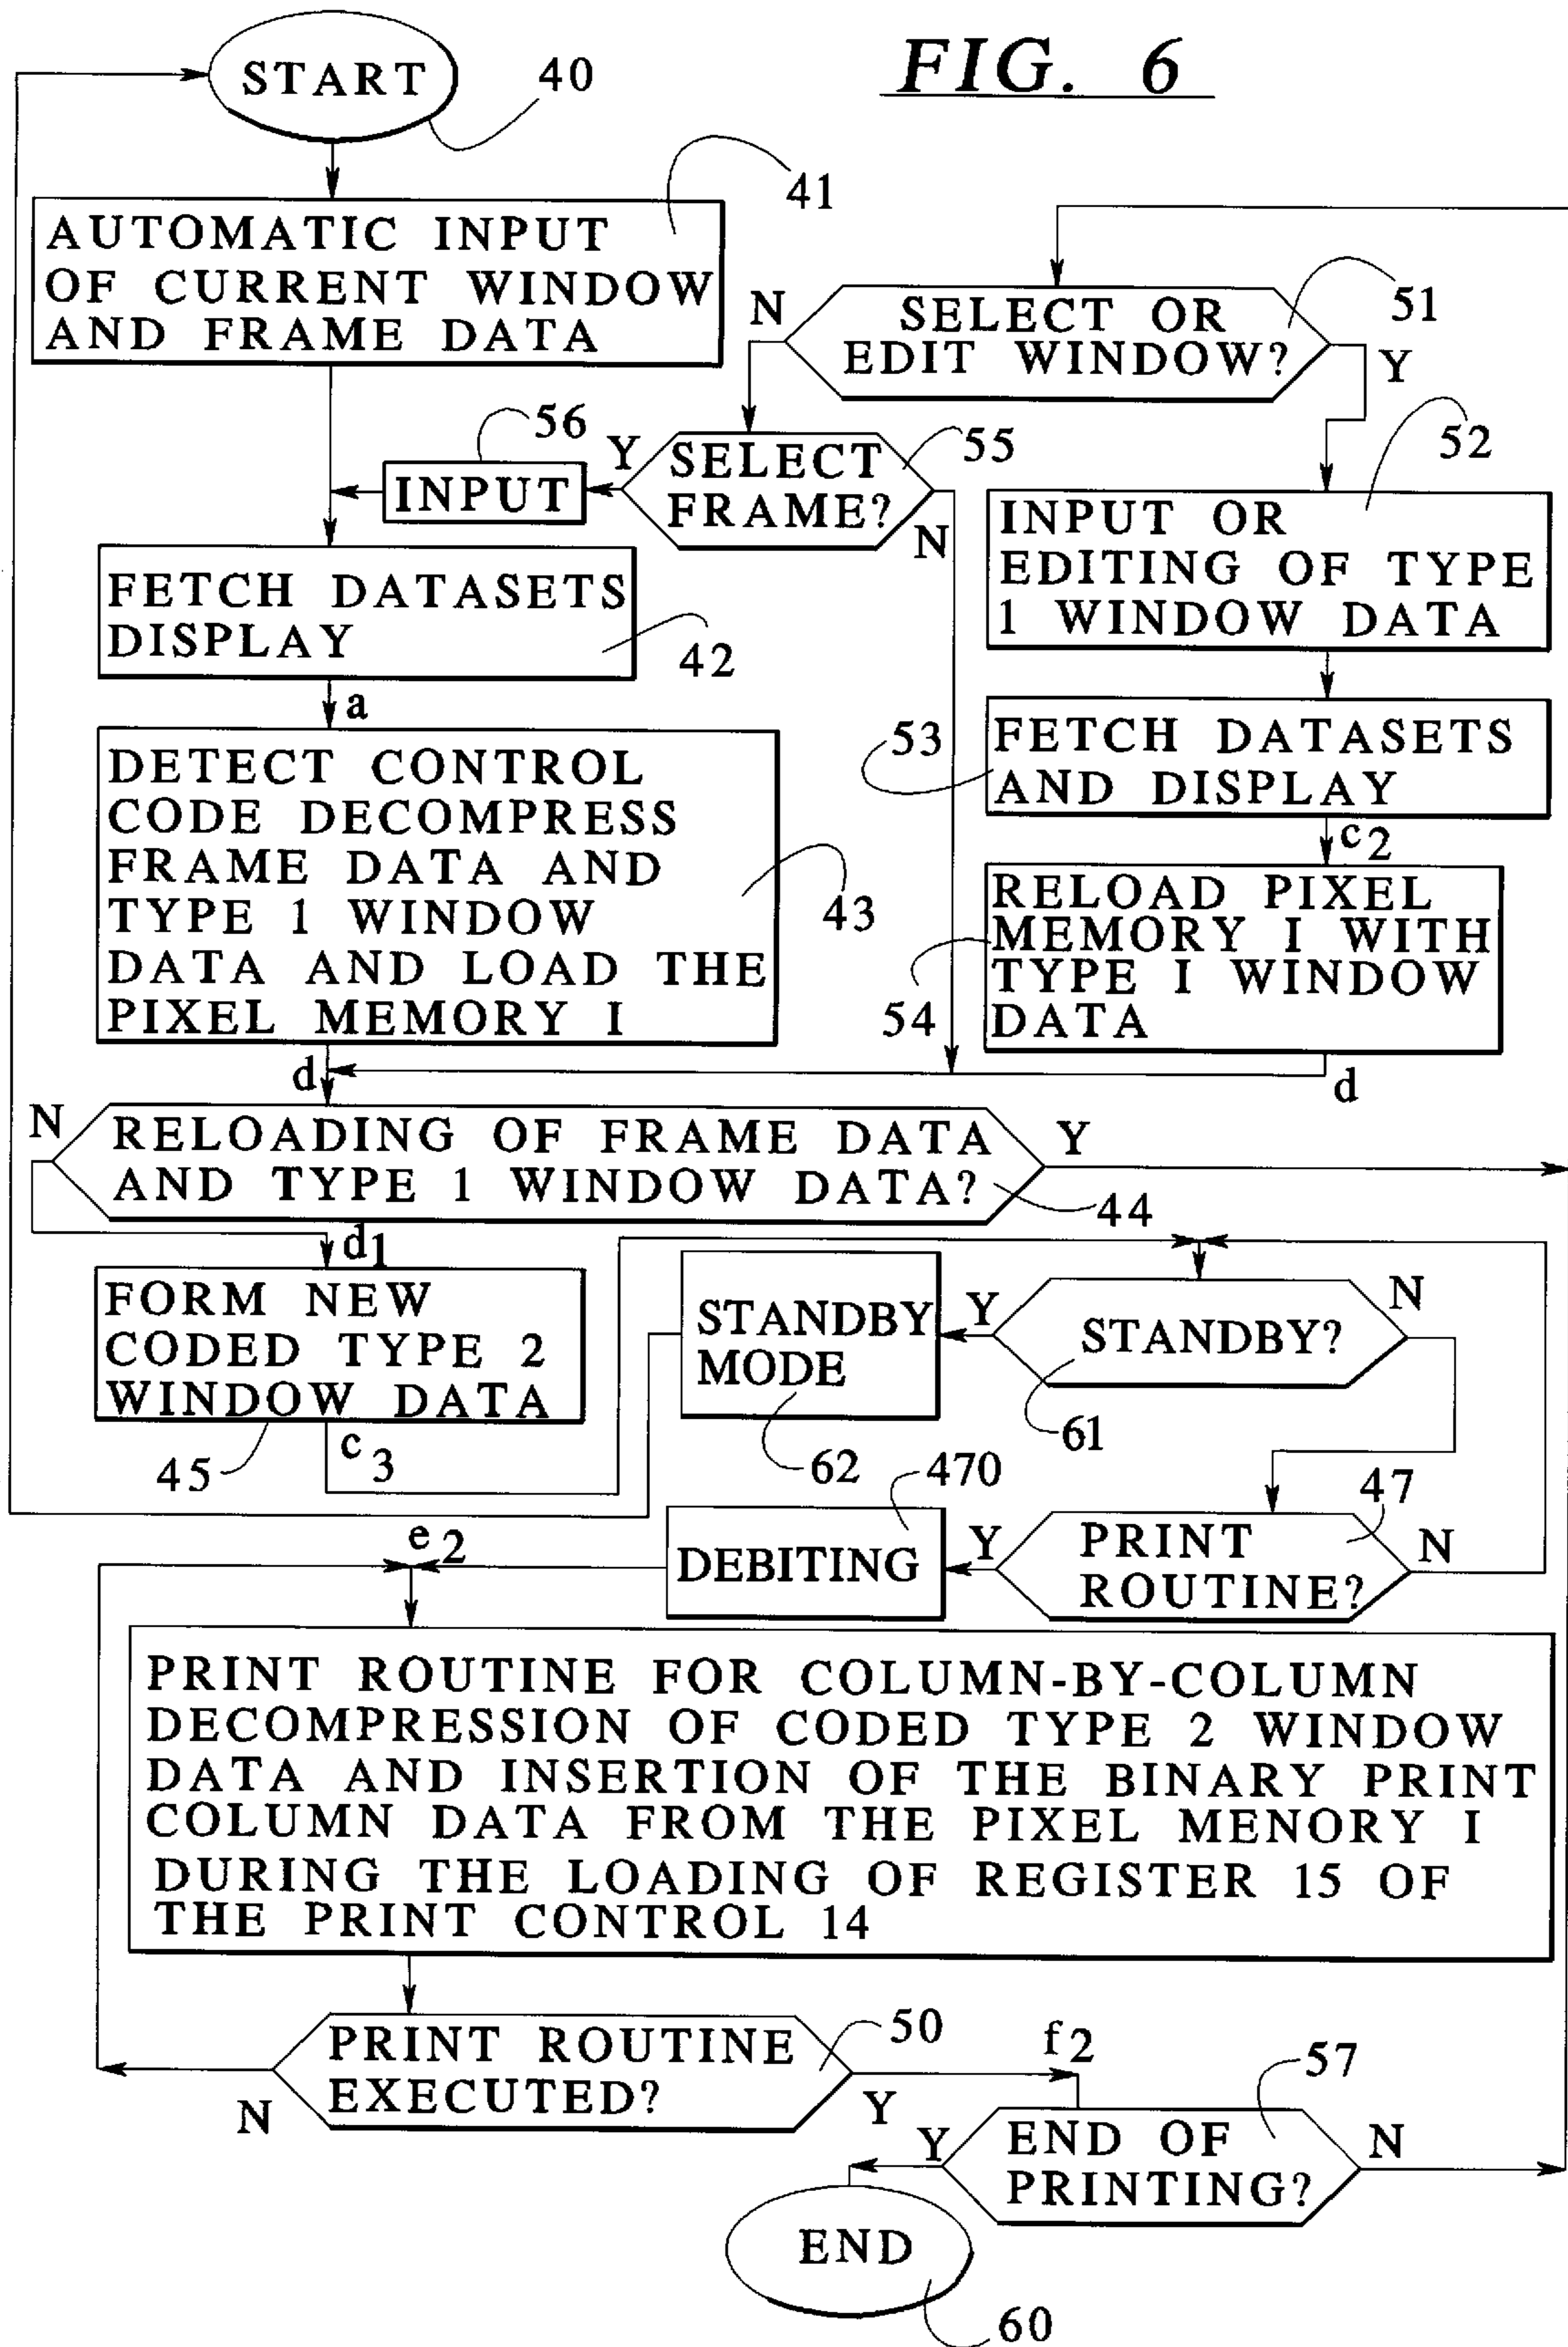 FIG. 6
START
40
AUTOMATIC INPUT
OF CURRENT WINDOW
AND FRAME DATA
41
SELECT OR
EDIT WINDOW?
51
N
Y
56
INPUT
Y
SELECT
FRAME?
55
N
52
INPUT OR
EDITING OF TYPE
1 WINDOW DATA
FETCH DATASETS
DISPLAY
42
a
53
FETCH DATASETS
AND DISPLAY
c2
DETECT CONTROL
CODE DECOMPRESS
FRAME DATA AND
TYPE 1 WINDOW
DATA AND LOAD THE
PIXEL MEMORY I
43
54
RELOAD PIXEL
MEMORY I WITH
TYPE I WINDOW
DATA
d
d
N
RELOADING OF FRAME DATA
AND TYPE 1 WINDOW DATA?
Y
44
d1
FORM NEW
CODED TYPE 2
WINDOW DATA
45
c3
STANDBY
MODE
62
Y
STANDBY?
N
61
470
DEBITING
Y
PRINT
ROUTINE?
47
N
e2
PRINT ROUTINE FOR COLUMN-BY-COLUMN
DECOMPRESSION OF CODED TYPE 2 WINDOW
DATA AND INSERTION OF THE BINARY PRINT
COLUMN DATA FROM THE PIXEL MENORY I
DURING THE LOADING OF REGISTER 15 OF
THE PRINT CONTROL 14
PRINT ROUTINE
EXECUTED?
50
N
Y
f2
57
Y
END OF
PRINTING?
N
END
60